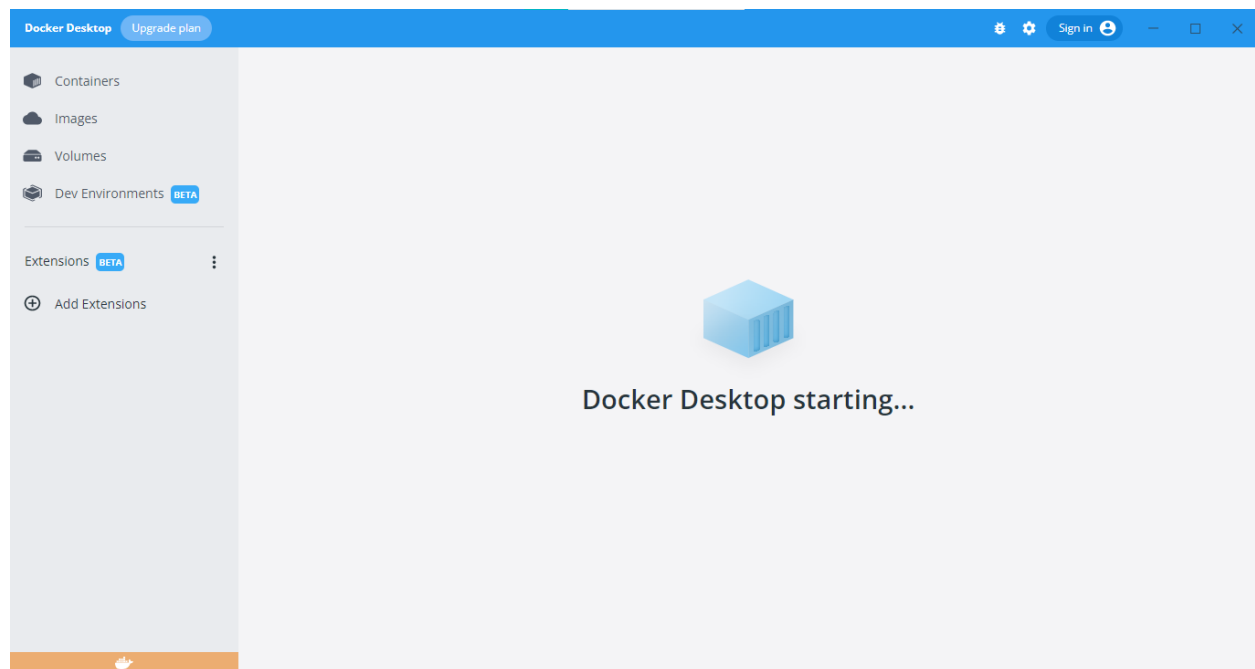 Docker Desktop Upgrade plan Sign in
Containers
Images
Volumes
Dev Environments BETA
Extensions BETA
Add Extensions
Docker Desktop starting...